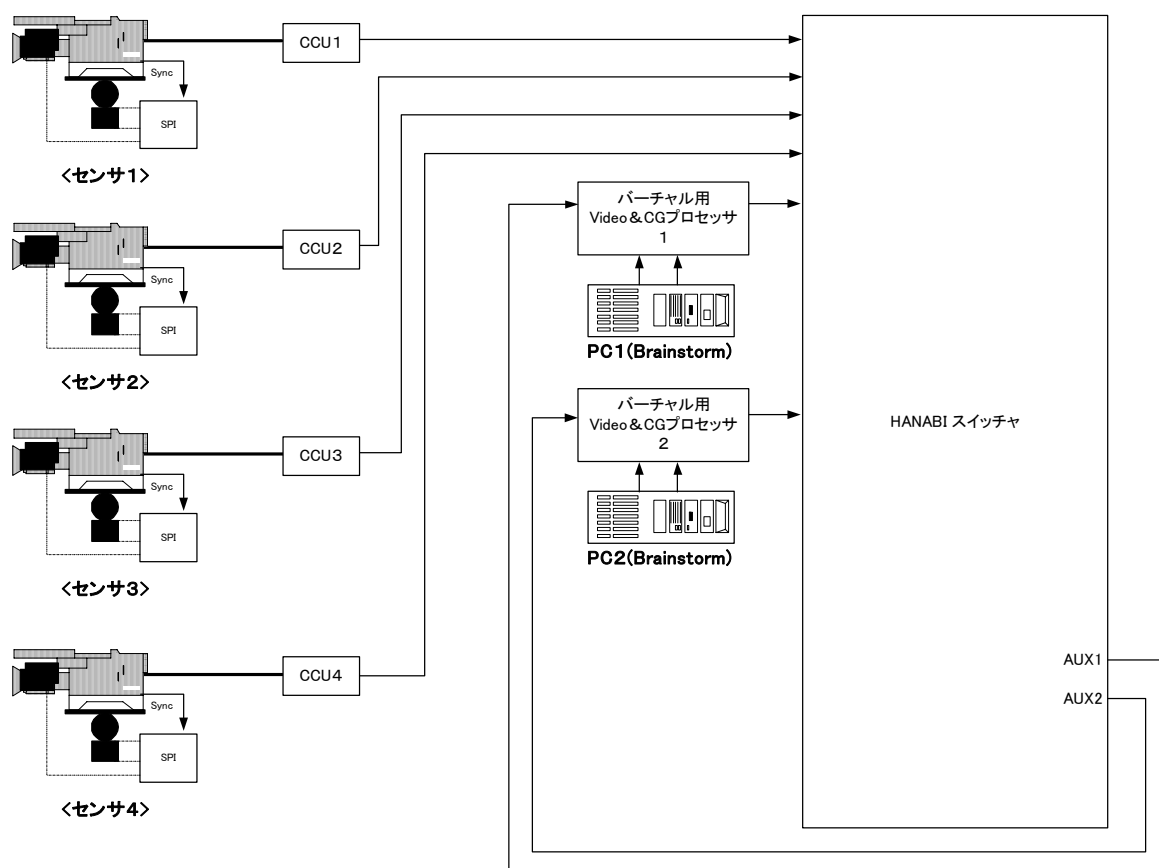 CCU1
Sync
SPI
<センサ1>
CCU2
Sync
SPI
<センサ2>
CCU3
Sync
SPI
<センサ3>
CCU4
Sync
SPI
<センサ4>
バーチャル用
Video&CGプロセッサ
1
PC1(Brainstorm)
バーチャル用
Video&CGプロセッサ
2
PC2(Brainstorm)
HANABI スイッチャ
AUX1
AUX2